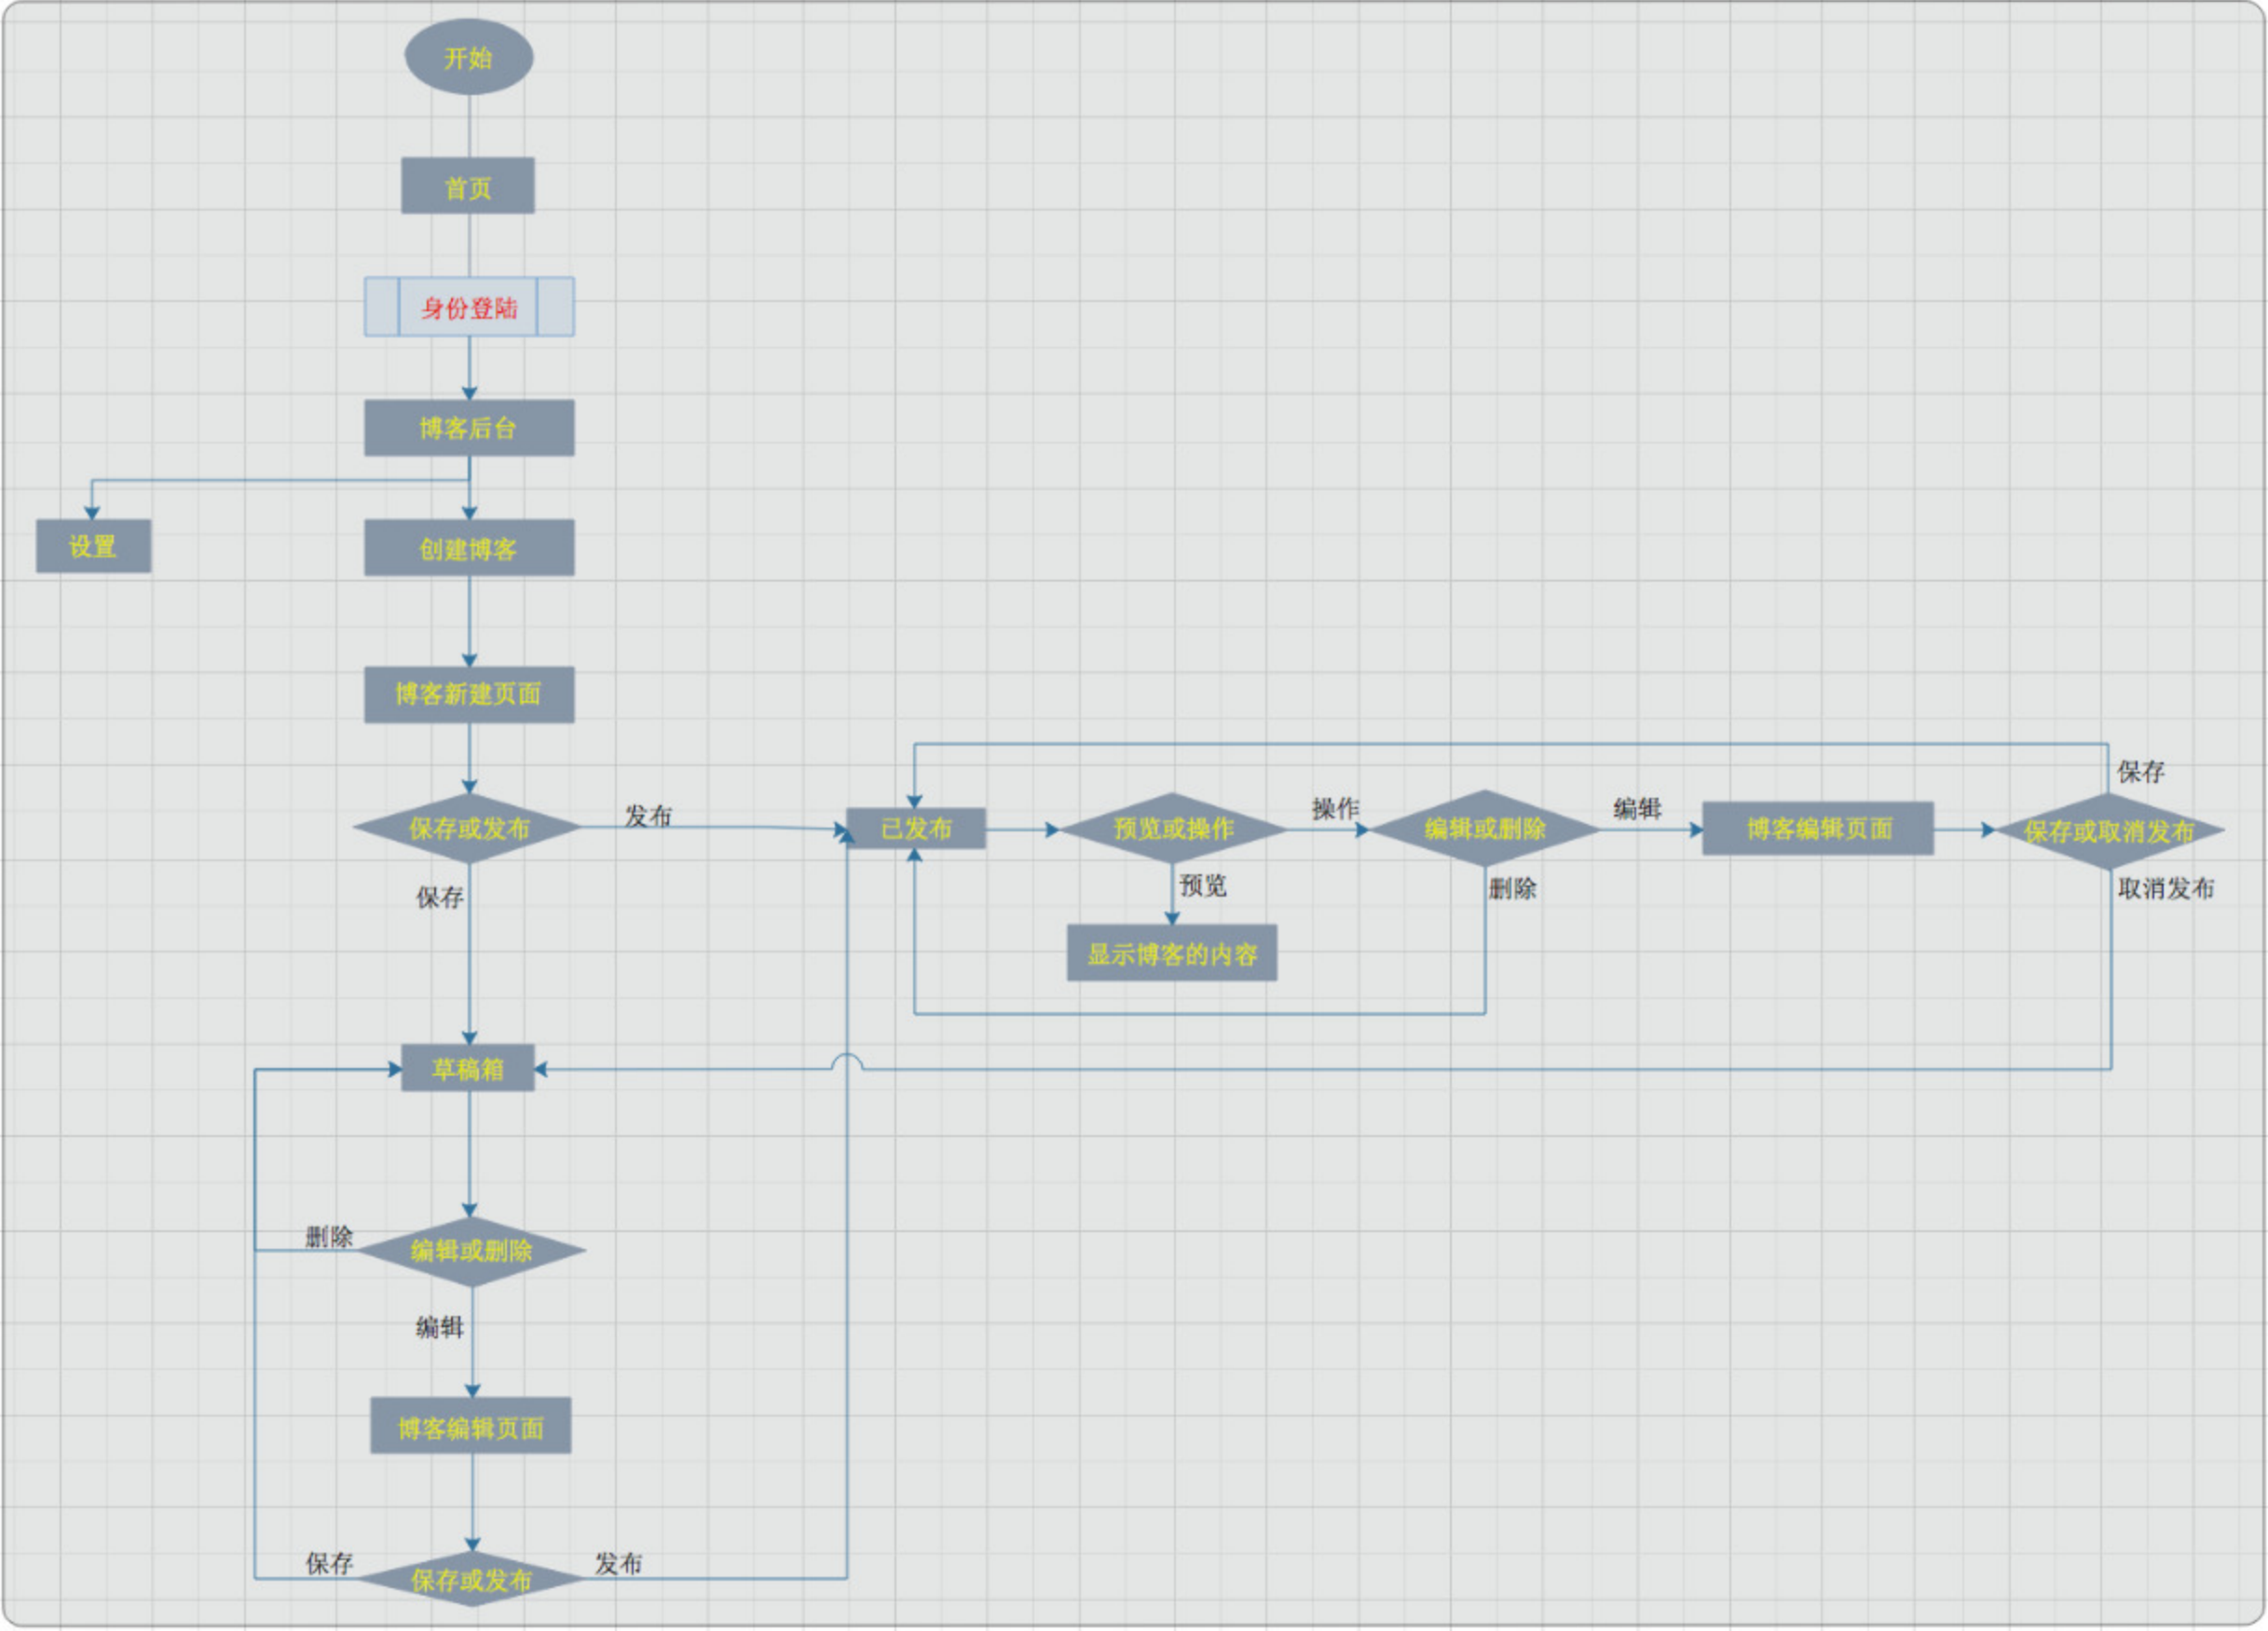 开始
首页
身份登陆
博客后台
设置
创建博客
博客新建页面
保存或发布
发布
已发布
预览或操作
操作
编辑或删除
编辑
博客编辑页面
保存或取消发布
保存
保存
预览
删除
取消发布
显示博客的内容
草稿箱
删除
编辑或删除
编辑
博客编辑页面
保存
保存或发布
发布